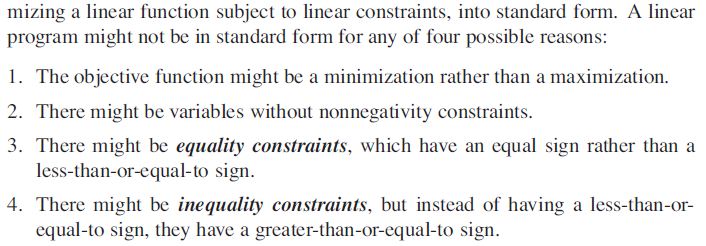 mizing a linear function subject to linear constraints, into standard form. A linear
program might not be in standard form for any of four possible reasons:
1. The objective function might be a minimization rather than a maximization.
2. There might be variables without nonnegativity constraints.
3. There might be equality constraints, which have an equal sign rather than a
less-than-or-equal-to sign.
4. There might be inequality constraints, but instead of having a less-than-or-
equal-to sign, they have a greater-than-or-equal-to sign.